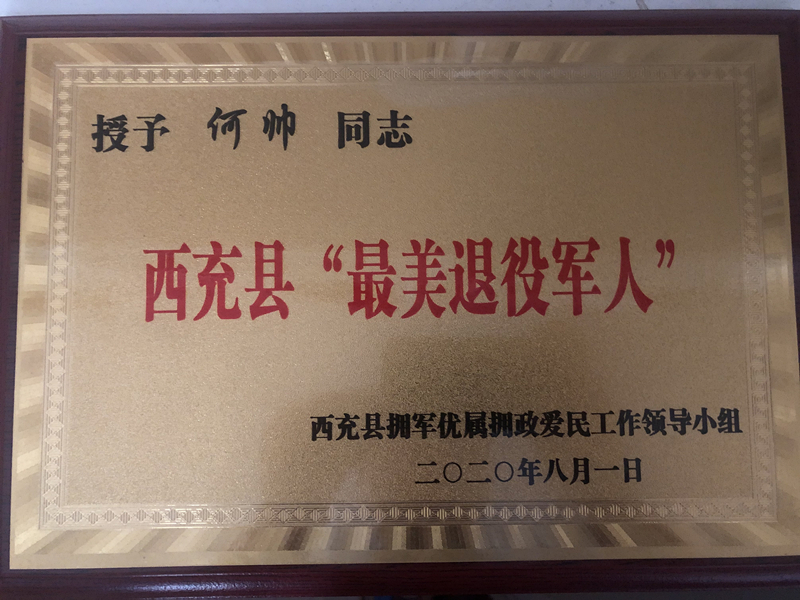 授予 何帅 同志
西充县“最美退役军人”
西充县拥军优属拥政爱民工作领导小组
二〇二〇年八月一日